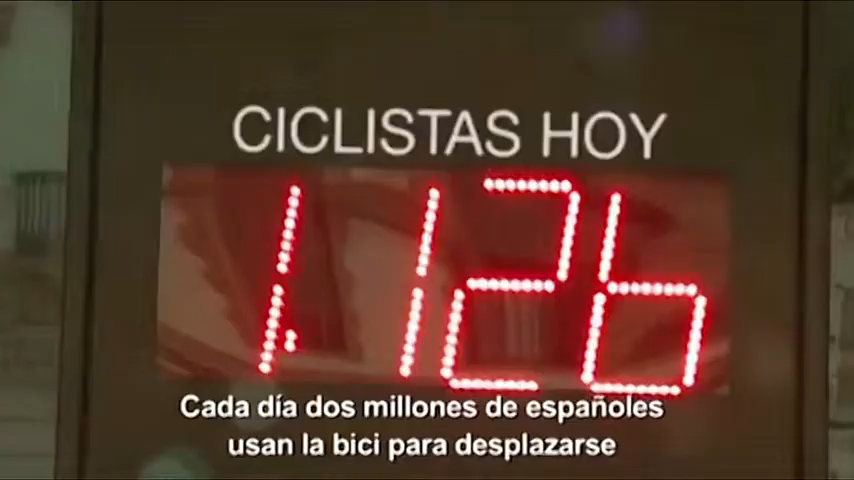 CICLISTAS HOY
1.126
Cada día dos millones de españoles
usan la bici para desplazarse